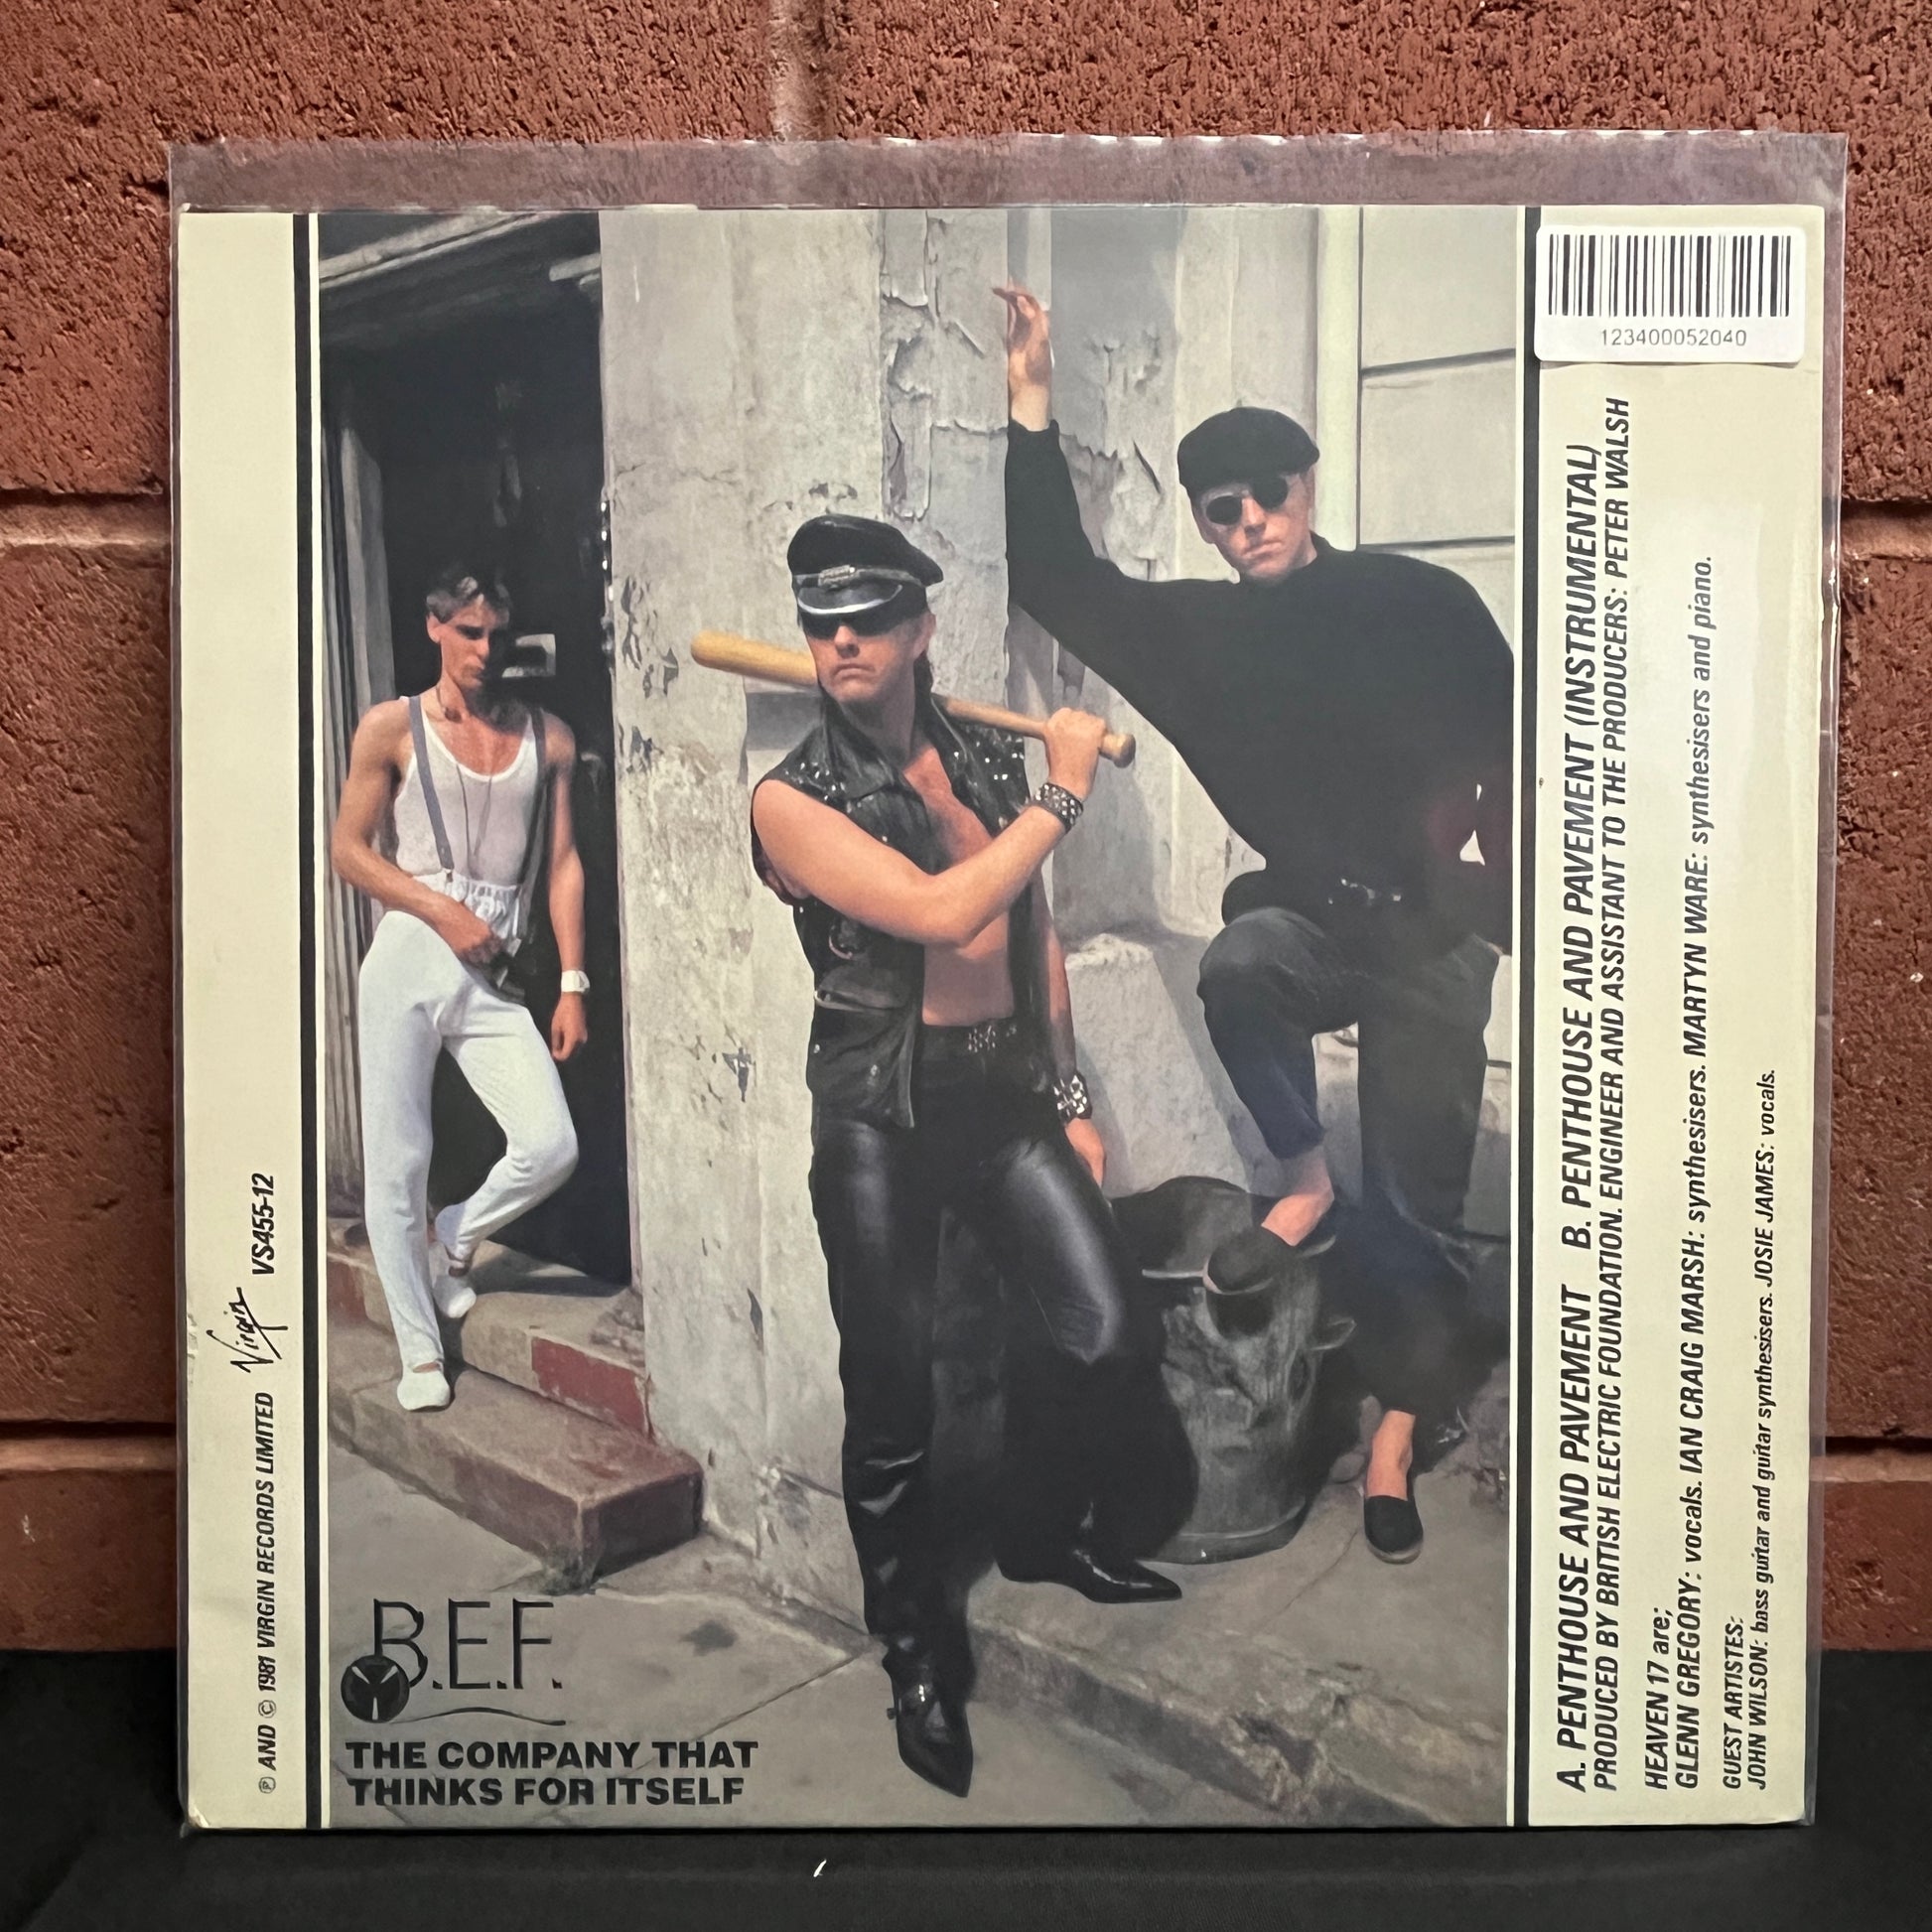 ℗ AND © 1981 VIRGIN RECORDS LIMITED Virgin VS455-12
B.E.F.
THE COMPANY THAT
THINKS FOR ITSELF
123400052040
A. PENTHOUSE AND PAVEMENT B. PENTHOUSE AND PAVEMENT (INSTRUMENTAL)
PRODUCED BY BRITISH ELECTRIC FOUNDATION. ENGINEER AND ASSISTANT TO THE PRODUCERS: PETER WALSH
HEAVEN 17 are;
GLENN GREGORY: vocals. IAN CRAIG MARSH: synthesisers. MARTYN WARE: synthesisers and piano.
GUEST ARTISTES:
JOHN WILSON: bass guitar and guitar synthesisers. JOSIE JAMES: vocals.